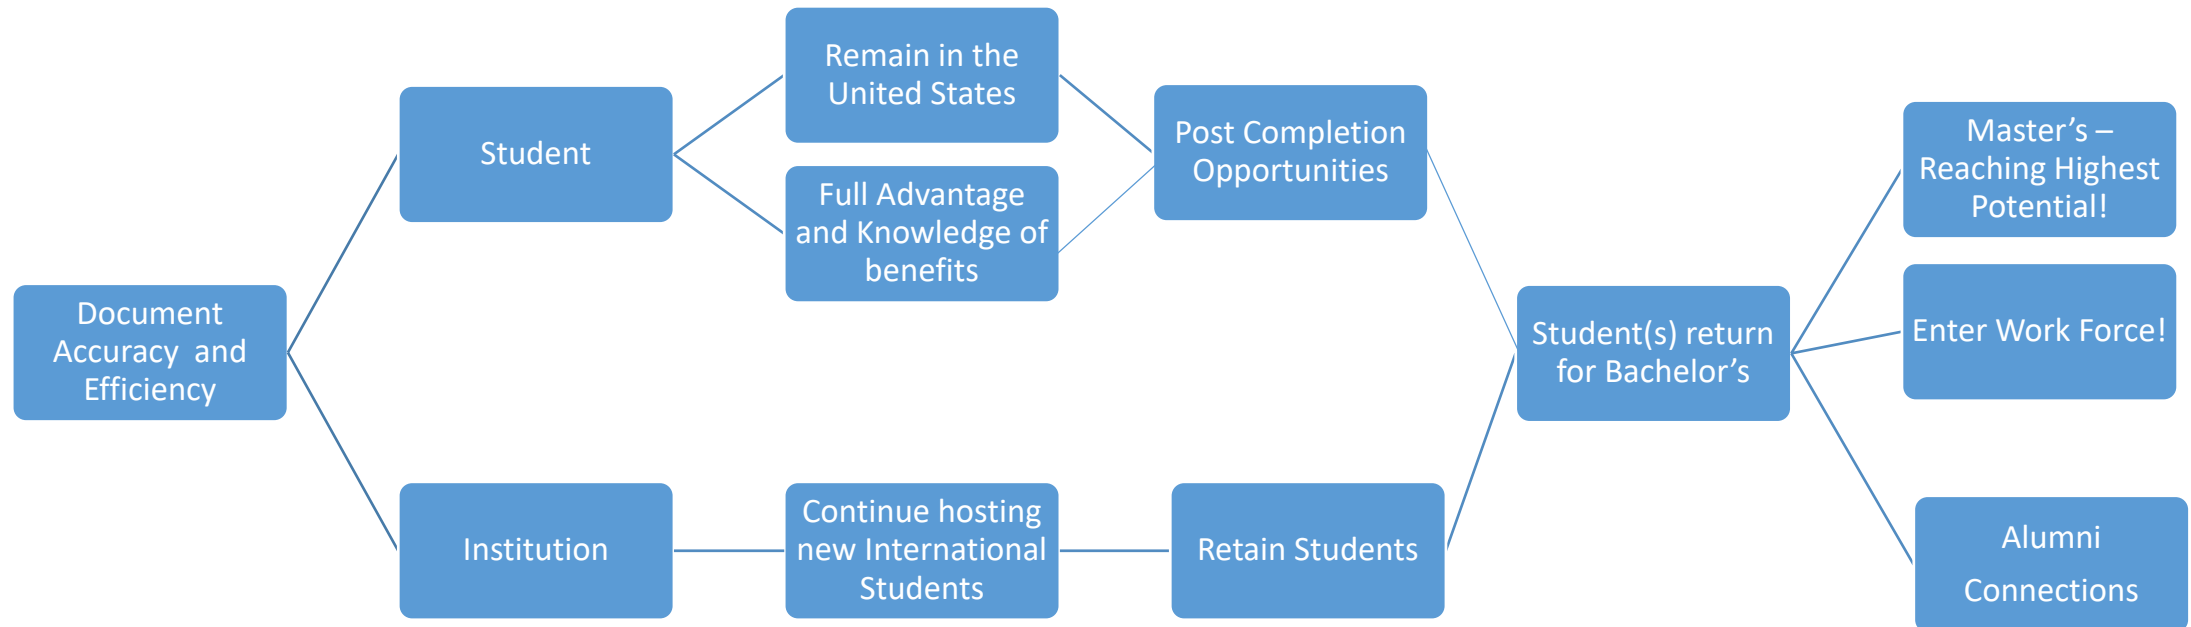 Document
Accuracy  and
Efficiency
Student
Institution
Remain in the
United States
Full Advantage
and Knowledge of
benefits
Continue hosting
new International
Students
Post Completion
Opportunities
Retain Students
Student(s) return
for Bachelor’s
Master’s –
Reaching Highest
Potential!
Enter Work Force!
Alumni
Connections